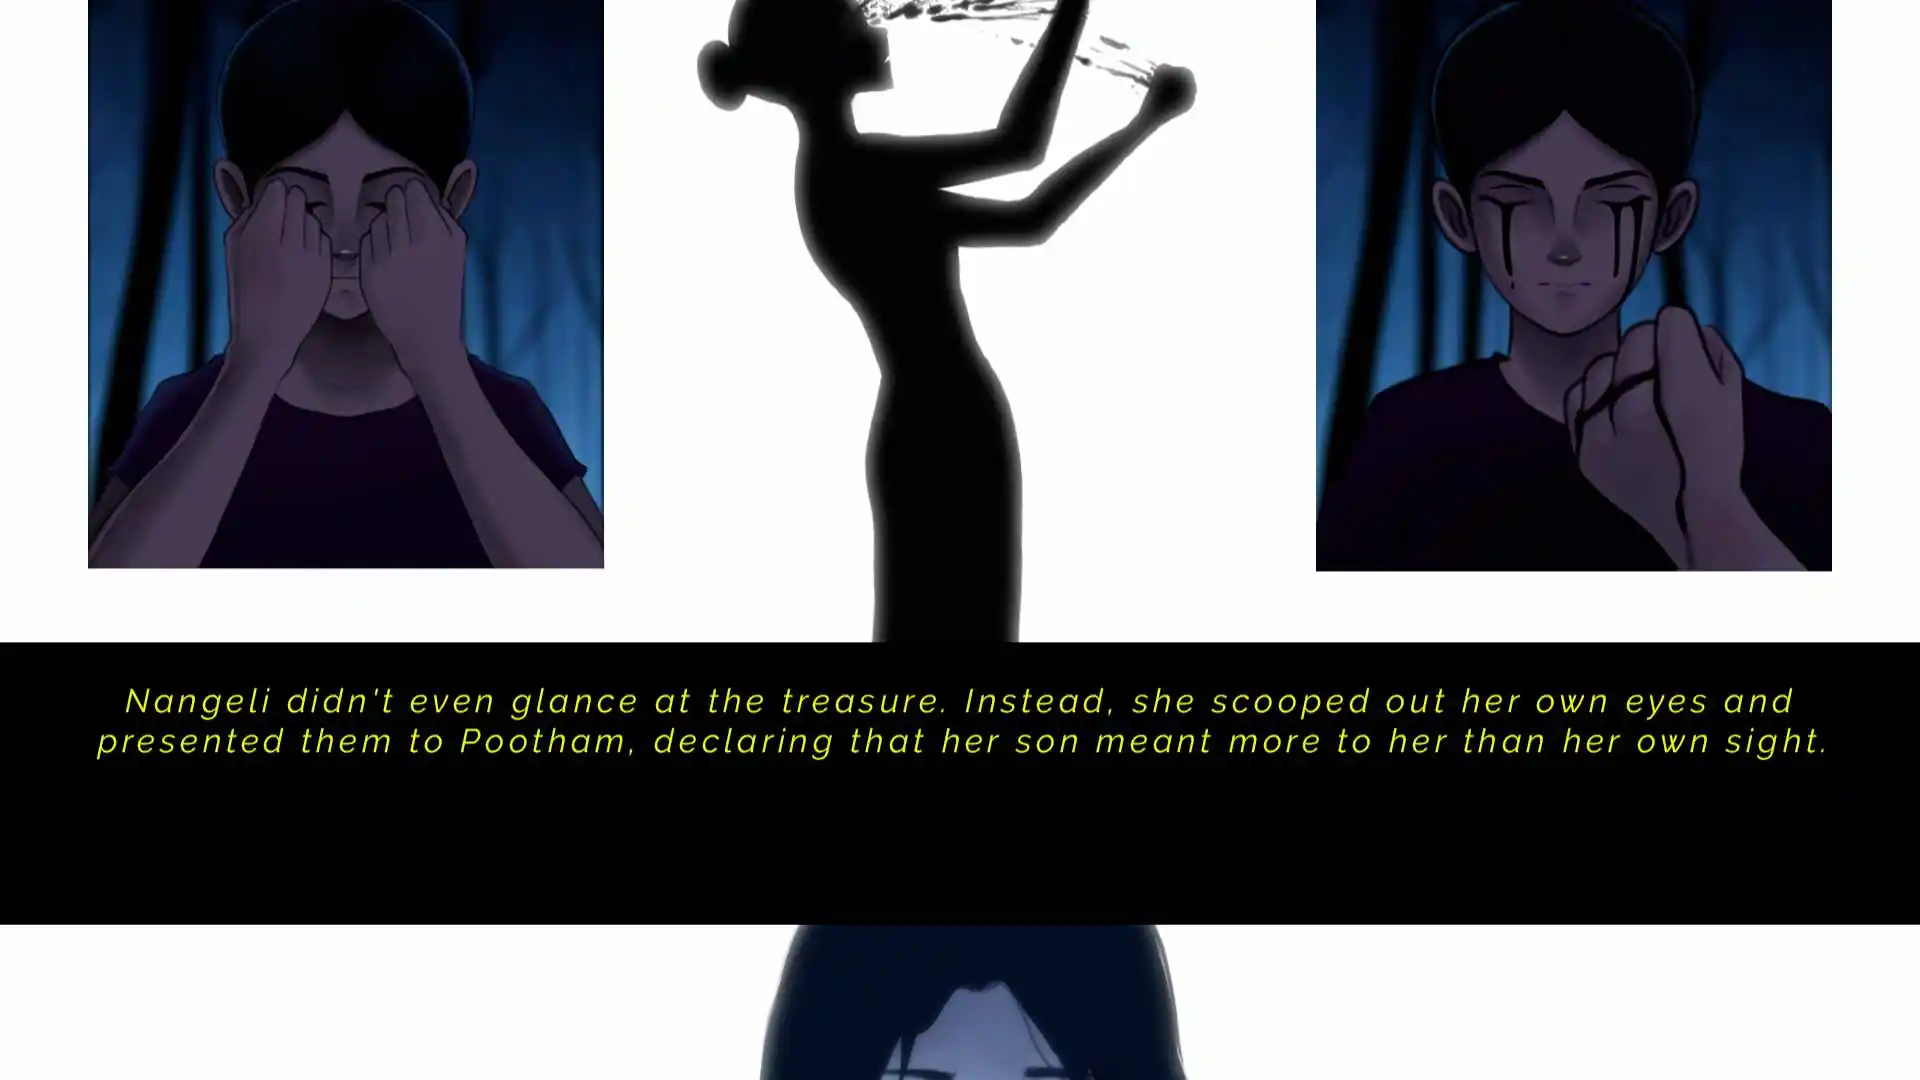 Nangeli didn't even glance at the treasure. Instead, she scooped out her own eyes and
presented them to Pootham, declaring that her son meant more to her than her own sight.